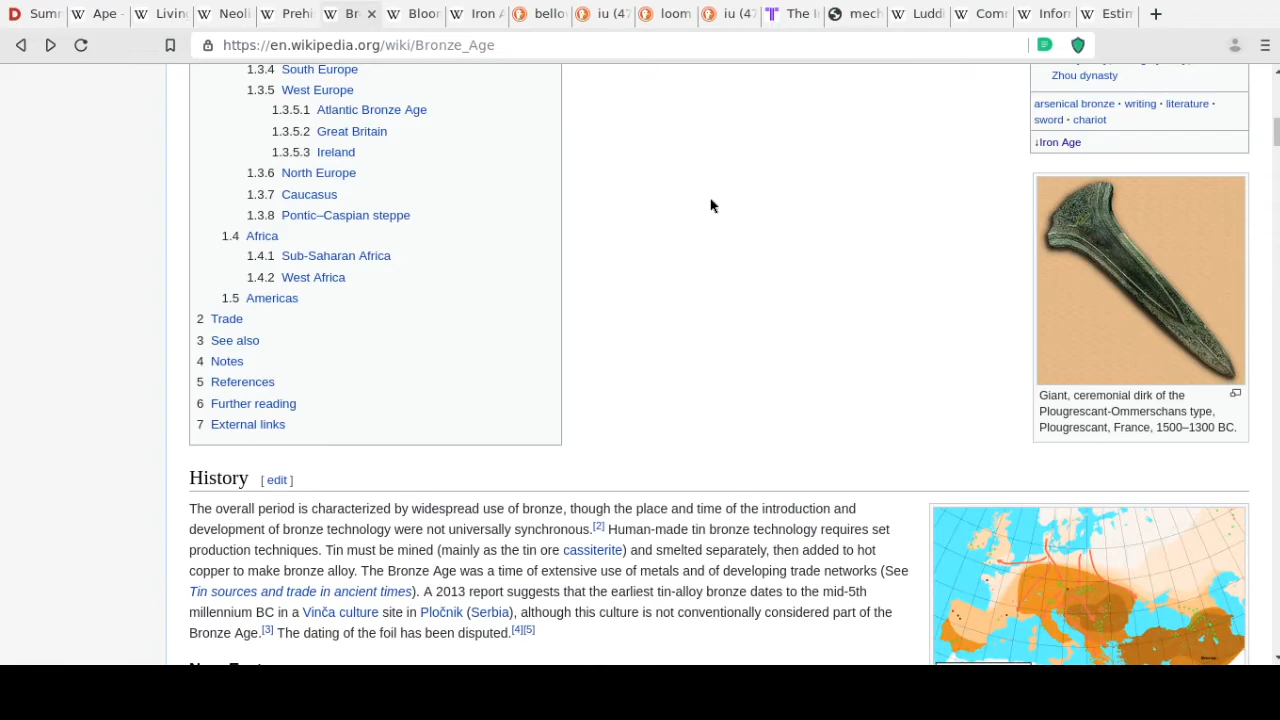 Sum
Ape -
Livin
Neoli
Prehi
Br
Bloo
Iron A
bello
iu (4
loom
iu (4
The I
mech
Luddi
Com
Infor
Estim
https://en.wikipedia.org/wiki/Bronze_Age
1.3.4 South Europe
1.3.5 West Europe
1.3.5.1 Atlantic Bronze Age
1.3.5.2 Great Britain
1.3.5.3 Ireland
1.3.6 North Europe
1.3.7 Caucasus
1.3.8 Pontic–Caspian steppe
1.4 Africa
1.4.1 Sub-Saharan Africa
1.4.2 West Africa
1.5 Americas
2 Trade
3 See also
4 Notes
5 References
6 Further reading
7 External links
Zhou dynasty
arsenical bronze · writing · literature ·
sword · chariot
↓Iron Age
Giant, ceremonial dirk of the
Plougrescant-Ommerschans type,
Plougrescant, France, 1500–1300 BC.
History [ edit ]
The overall period is characterized by widespread use of bronze, though the place and time of the introduction and
development of bronze technology were not universally synchronous.[2] Human-made tin bronze technology requires set
production techniques. Tin must be mined (mainly as the tin ore cassiterite) and smelted separately, then added to hot
copper to make bronze alloy. The Bronze Age was a time of extensive use of metals and of developing trade networks (See
Tin sources and trade in ancient times). A 2013 report suggests that the earliest tin-alloy bronze dates to the mid-5th
millennium BC in a Vinča culture site in Pločnik (Serbia), although this culture is not conventionally considered part of the
Bronze Age.[3] The dating of the foil has been disputed.[4][5]